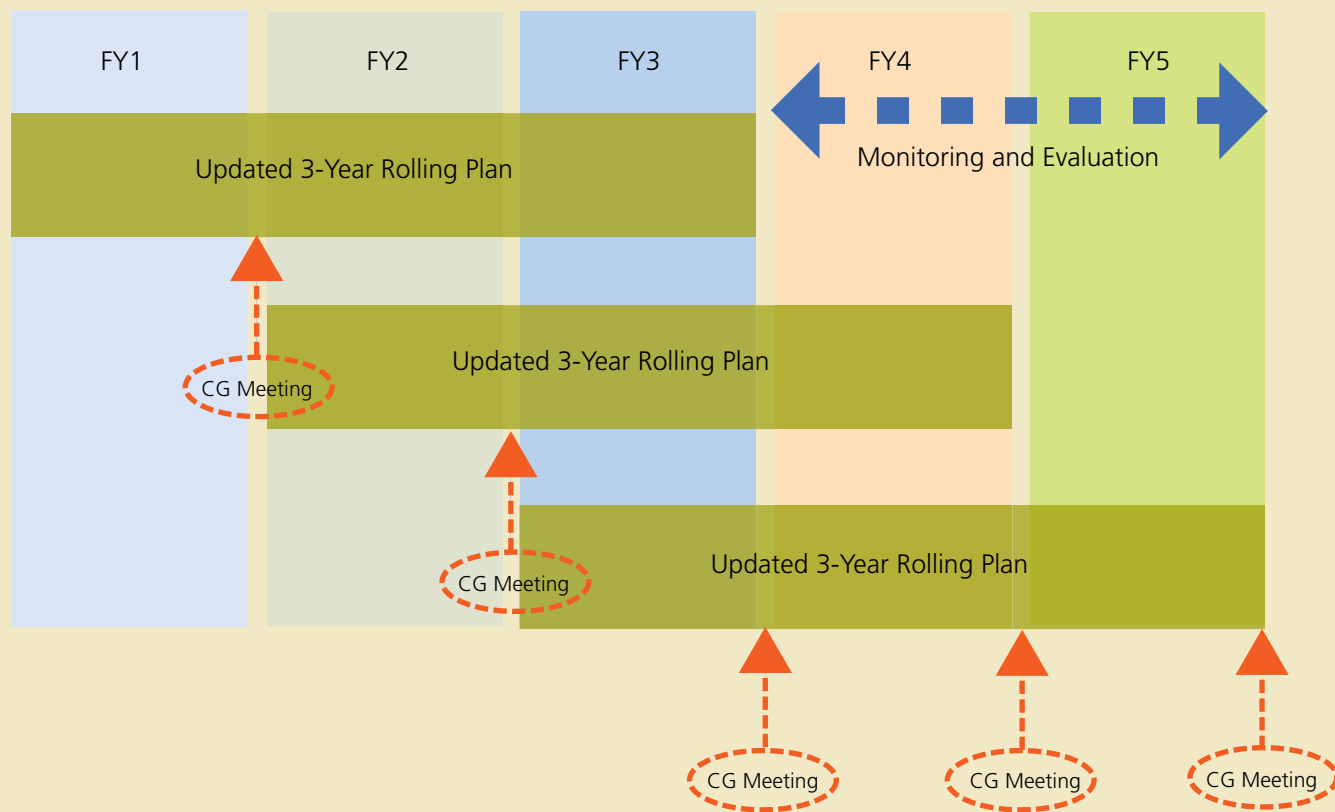 FY1
FY2
FY3
FY4
FY5
Monitoring and Evaluation
Updated 3-Year Rolling Plan
CG Meeting
Updated 3-Year Rolling Plan
CG Meeting
Updated 3-Year Rolling Plan
CG Meeting
CG Meeting
CG Meeting